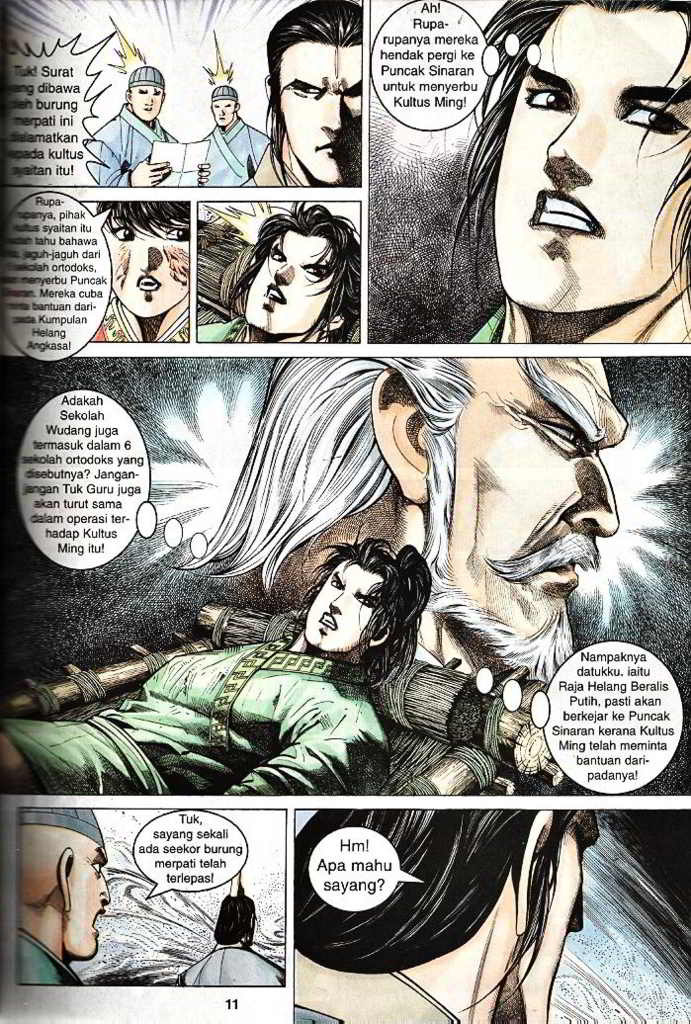 Tuk! Surat
yang dibawa
oleh burung
merpati ini
dialamatkan
kepada kultus
syaitan itu!
Ah!
Rupa-
rupanya mereka
hendak pergi ke
Puncak Sinaran
untuk menyerbu
Kultus Ming!
Rupa-
rupanya, pihak
kultus syaitan itu
tahu bahawa
jaguh-jaguh dari
sekolah ortodoks,
menyerbu Puncak
Sinaran. Mereka cuba
minta bantuan dari-
pada Kumpulan
Helang
Angkasa!
Adakah
Sekolah
Wudang juga
termasuk dalam 6
sekolah ortodoks yang
disebutnya? Jangan-
jangan Tuk Guru juga
akan turut sama
dalam operasi ter-
hadap Kultus
Ming itu!
Nampaknya
datukku, iaitu
Raja Helang Beralis
Putih, pasti akan
berkejar ke Puncak
Sinaran kerana Kultus
Ming telah meminta
bantuan dari-
padanya!
Tuk,
sayang sekali
ada seekor burung
merpati telah
terlepas!
Hm!
Apa mahu
sayang?
11